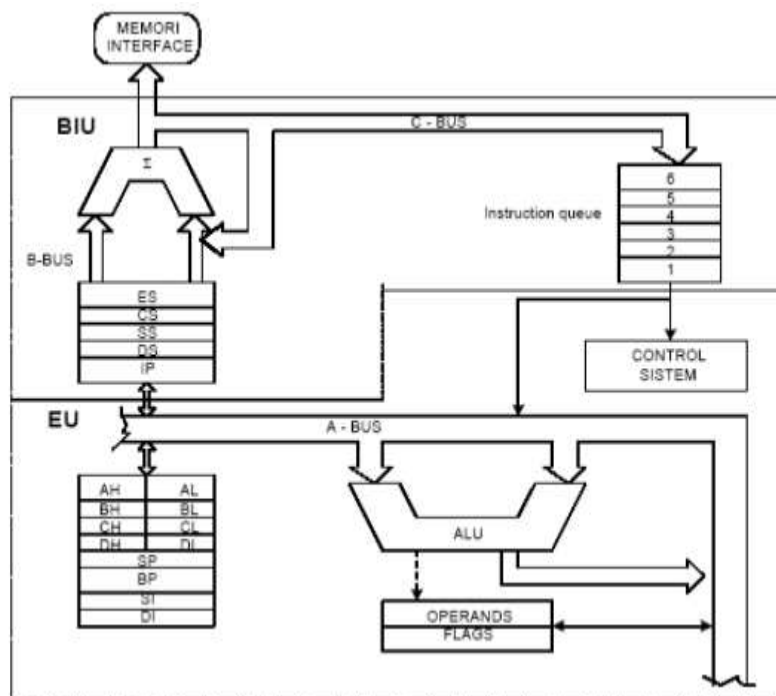 MEMORI
INTERFACE
BIU
C - BUS
Σ
6
5
4
3
2
1
Instruction queue
B-BUS
ES
CS
SS
DS
IP
CONTROL
SISTEM
EU
A - BUS
AH AL
BH BL
CH CL
DH DL
SP
BP
SI
DI
ALU
OPERANDS
FLAGS